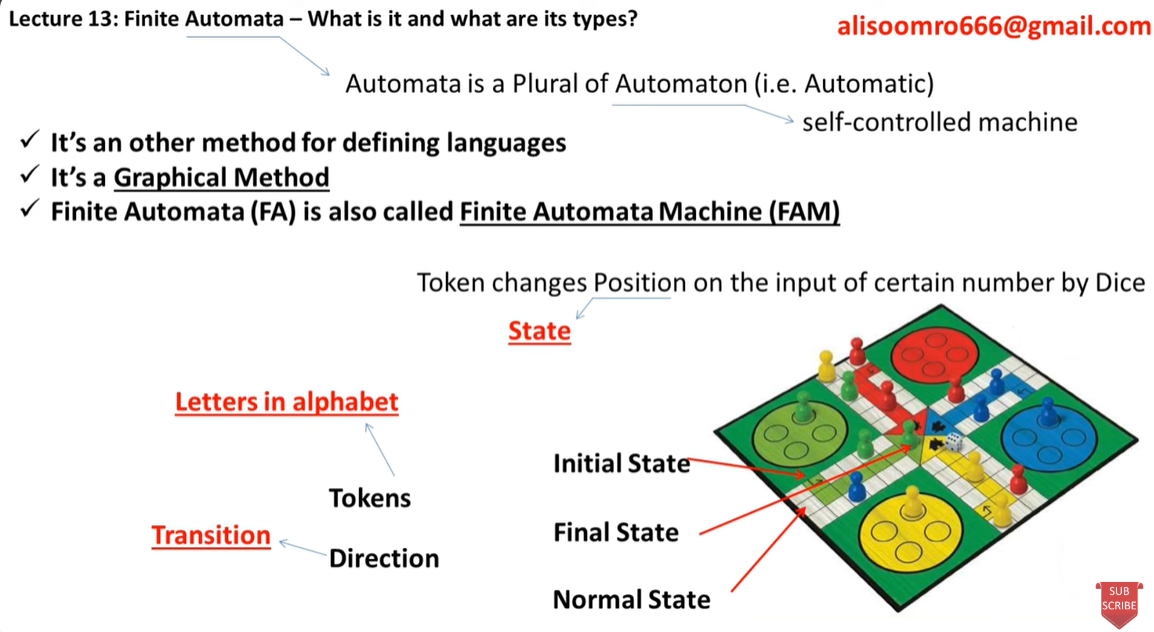 Lecture 13: Finite Automata – What is it and what are its types?
alisoomro666@gmail.com
Automata is a Plural of Automaton (i.e. Automatic)
self-controlled machine
✓ It's an other method for defining languages
✓ It's a Graphical Method
✓ Finite Automata (FA) is also called Finite Automata Machine (FAM)
Token changes Position on the input of certain number by Dice
State
Letters in alphabet
Initial State
Tokens
Final State
Transition
Direction
Normal State
SUB
SCRIBE